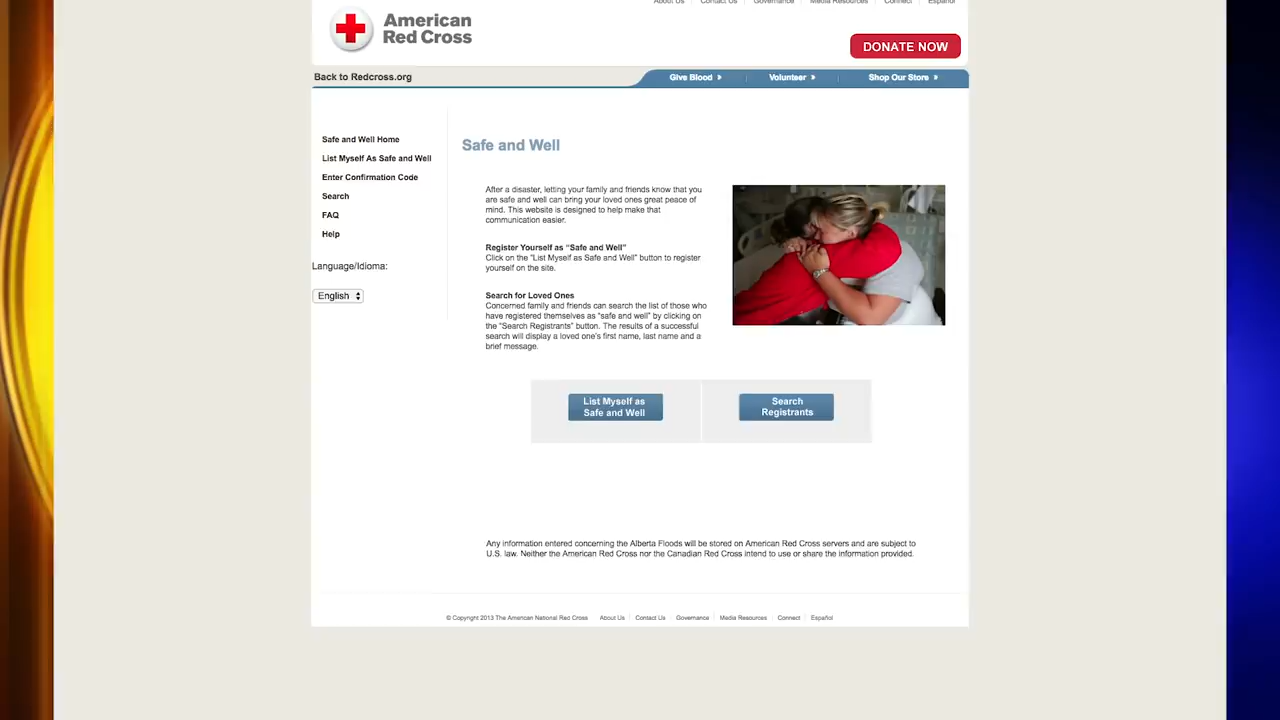 About Us Contact Us Governance Media Resources Connect Español
American
Red Cross
DONATE NOW
Back to Redcross.org
Give Blood » Volunteer » Shop Our Store »
Safe and Well Home
List Myself As Safe and Well
Enter Confirmation Code
Search
FAQ
Help
Language/Idioma:
English
Safe and Well
After a disaster, letting your family and friends know that you
are safe and well can bring your loved ones great peace of
mind. This website is designed to help make that
communication easier.
Register Yourself as “Safe and Well”
Click on the “List Myself as Safe and Well” button to register
yourself on the site.
Search for Loved Ones
Concerned family and friends can search the list of those who
have registered themselves as “safe and well” by clicking on
the “Search Registrants” button. The results of a successful
search will display a loved one’s first name, last name and a
brief message.
List Myself as
Safe and Well
Search
Registrants
Any information entered concerning the Alberta Floods will be stored on American Red Cross servers and are subject to
U.S. law. Neither the American Red Cross nor the Canadian Red Cross intend to use or share the information provided.
© Copyright 2013 The American National Red Cross About Us Contact Us Governance Media Resources Connect Español